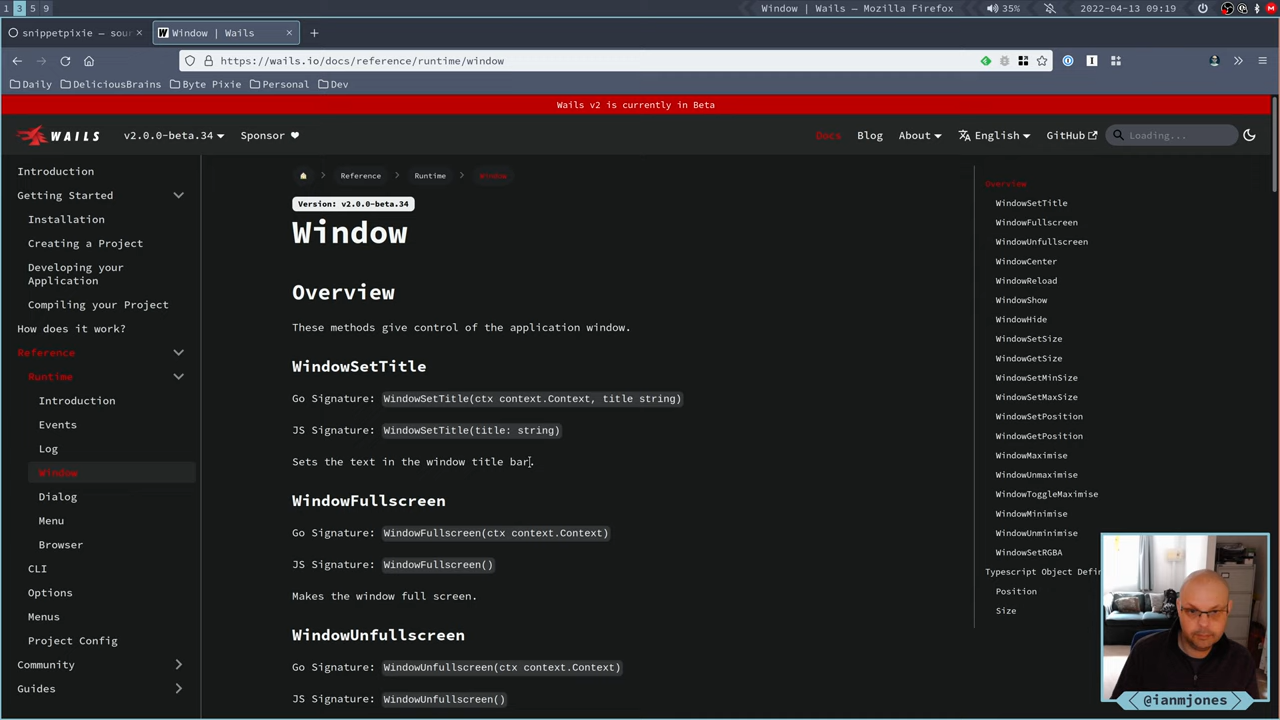 1 3 5 9
Window | Wails — Mozilla Firefox
35%
2022-04-13 09:19
snippetpixie — sou
Window | Wails
https://wails.io/docs/reference/runtime/window
Daily
DeliciousBrains
Byte Pixie
Personal
Dev
Wails v2 is currently in Beta
WAILS
v2.0.0-beta.34
Sponsor
Docs
Blog
About
English
GitHub
Loading...
Introduction
Getting Started
Installation
Creating a Project
Developing your
Application
Compiling your Project
How does it work?
Reference
Runtime
Introduction
Events
Log
Window
Dialog
Menu
Browser
CLI
Options
Menus
Project Config
Community
Guides
Reference
Runtime
Window
Version: v2.0.0-beta.34
Window
Overview
These methods give control of the application window.
WindowSetTitle
Go Signature: WindowSetTitle(ctx context.Context, title string)
JS Signature: WindowSetTitle(title: string)
Sets the text in the window title bar.
WindowFullscreen
Go Signature: WindowFullscreen(ctx context.Context)
JS Signature: WindowFullscreen()
Makes the window full screen.
WindowUnfullscreen
Go Signature: WindowUnfullscreen(ctx context.Context)
JS Signature: WindowUnfullscreen()
Overview
WindowSetTitle
WindowFullscreen
WindowUnfullscreen
WindowCenter
WindowReload
WindowShow
WindowHide
WindowSetSize
WindowGetSize
WindowSetMinSize
WindowSetMaxSize
WindowSetPosition
WindowGetPosition
WindowMaximise
WindowUnmaximise
WindowToggleMaximise
WindowMinimise
WindowUnminimise
WindowSetRGBA
Typescript Object Defi
Position
Size
@ianmjones